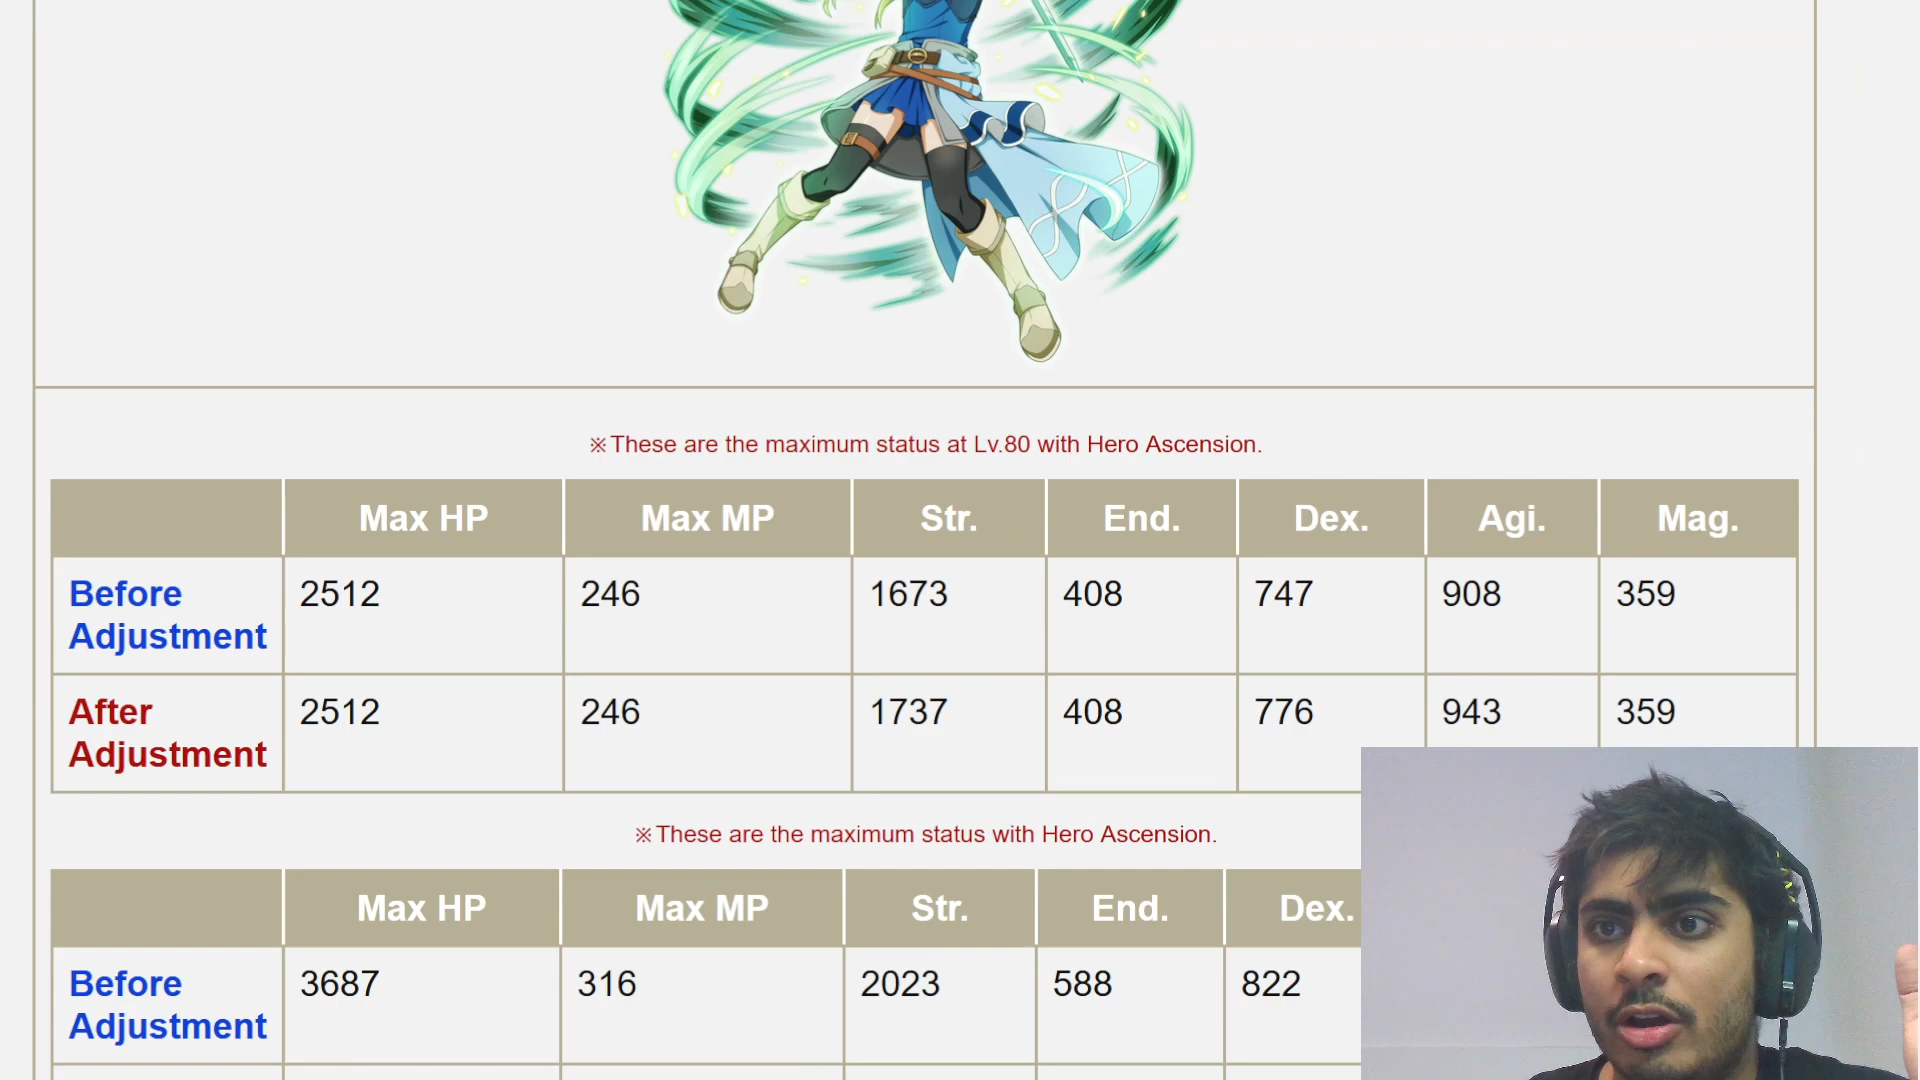 ※These are the maximum status at Lv.80 with Hero Ascension.
Max HP Max MP Str. End. Dex. Agi. Mag.
Before Adjustment 2512 246 1673 408 747 908 359
After Adjustment 2512 246 1737 408 776 943 359
※These are the maximum status with Hero Ascension.
Max HP Max MP Str. End. Dex.
Before Adjustment 3687 316 2023 588 822